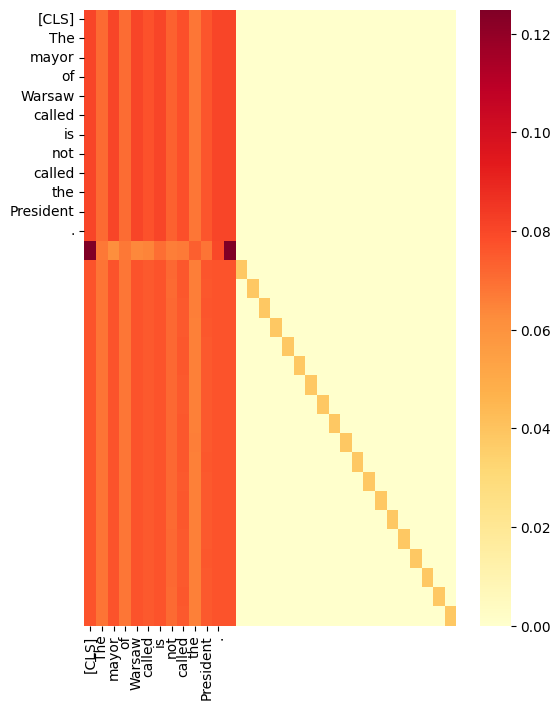 [CLS]
The
mayor
of
Warsaw
called
is
not
called
the
President
.
0.12
0.10
0.08
0.06
0.04
0.02
0.00
[CLS]
The
mayor
of
Warsaw
called
is
not
called
the
President
.